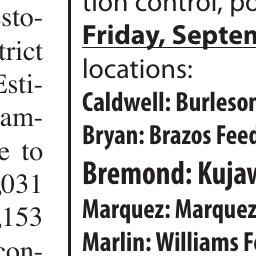 sto-
trict
Esti-
am-
e to
,031
,153
con-
tion control, po
Friday, Septen
locations:
Caldwell: Burleson
Bryan: Brazos Feed
Bremond: Kujaw
Marquez: Marquez
Marlin: Williams Fe